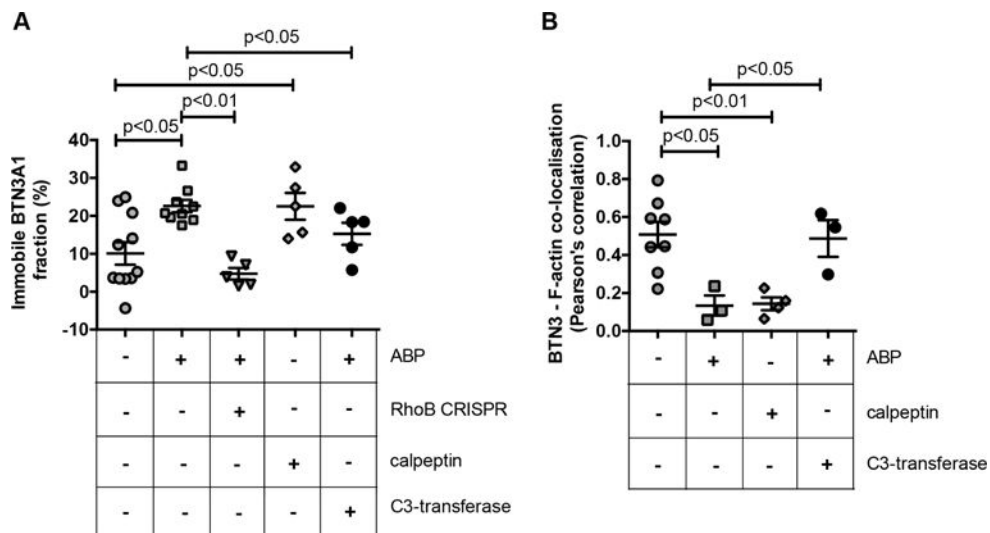 A
p<0.05
p<0.05
p<0.01
p<0.05
Immobile BTN3A1
fraction (%)
40
30
20
10
0
-10
- + + - + ABP
- - + - - RhoB CRISPR
- - - + - calpeptin
- - - - + C3-transferase
B
p<0.05
p<0.01
p<0.05
BTN3 - F-actin co-localisation
(Pearson's correlation)
1.0
0.8
0.6
0.4
0.2
0.0
- + - + ABP
- - + - calpeptin
- - - + C3-transferase